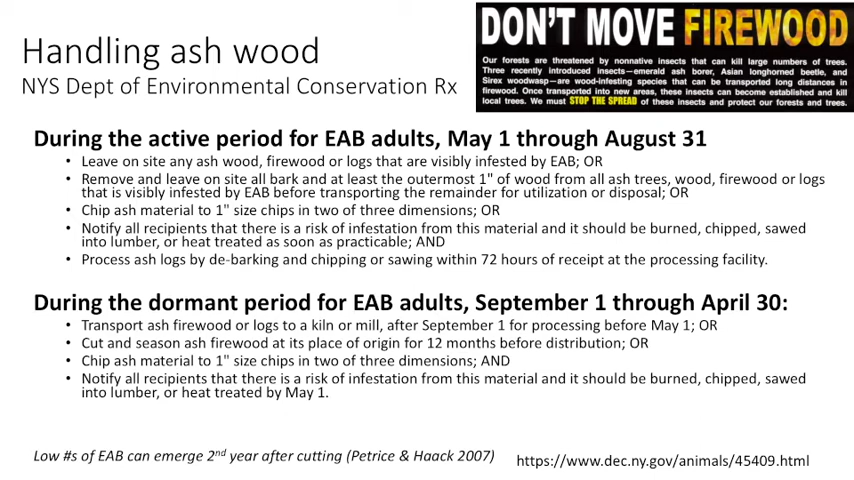 DON'T MOVE FIREWOOD
Our forests are threatened by nonnative insects that can kill large numbers of trees.
Three recently introduced insects—emerald ash borer, Asian longhorned beetle, and
Sirex woodwasp—are wood-infesting species that can be transported long distances in
firewood. Once transported into new areas, these insects can become established and kill
local trees. We must STOP THE SPREAD of these insects and protect our forests and trees.
Handling ash wood
NYS Dept of Environmental Conservation Rx
During the active period for EAB adults, May 1 through August 31
• Leave on site any ash wood, firewood or logs that are visibly infested by EAB; OR
• Remove and leave on site all bark and at least the outermost 1" of wood from all ash trees, wood, firewood or logs
that is visibly infested by EAB before transporting the remainder for utilization or disposal; OR
• Chip ash material to 1" size chips in two of three dimensions; OR
• Notify all recipients that there is a risk of infestation from this material and it should be burned, chipped, sawed
into lumber, or heat treated as soon as practicable; AND
• Process ash logs by de-barking and chipping or sawing within 72 hours of receipt at the processing facility.
During the dormant period for EAB adults, September 1 through April 30:
• Transport ash firewood or logs to a kiln or mill, after September 1 for processing before May 1; OR
• Cut and season ash firewood at its place of origin for 12 months before distribution; OR
• Chip ash material to 1" size chips in two of three dimensions; AND
• Notify all recipients that there is a risk of infestation from this material and it should be burned, chipped, sawed
into lumber, or heat treated by May 1.
Low #s of EAB can emerge 2nd year after cutting (Petrice & Haack 2007)
https://www.dec.ny.gov/animals/45409.html